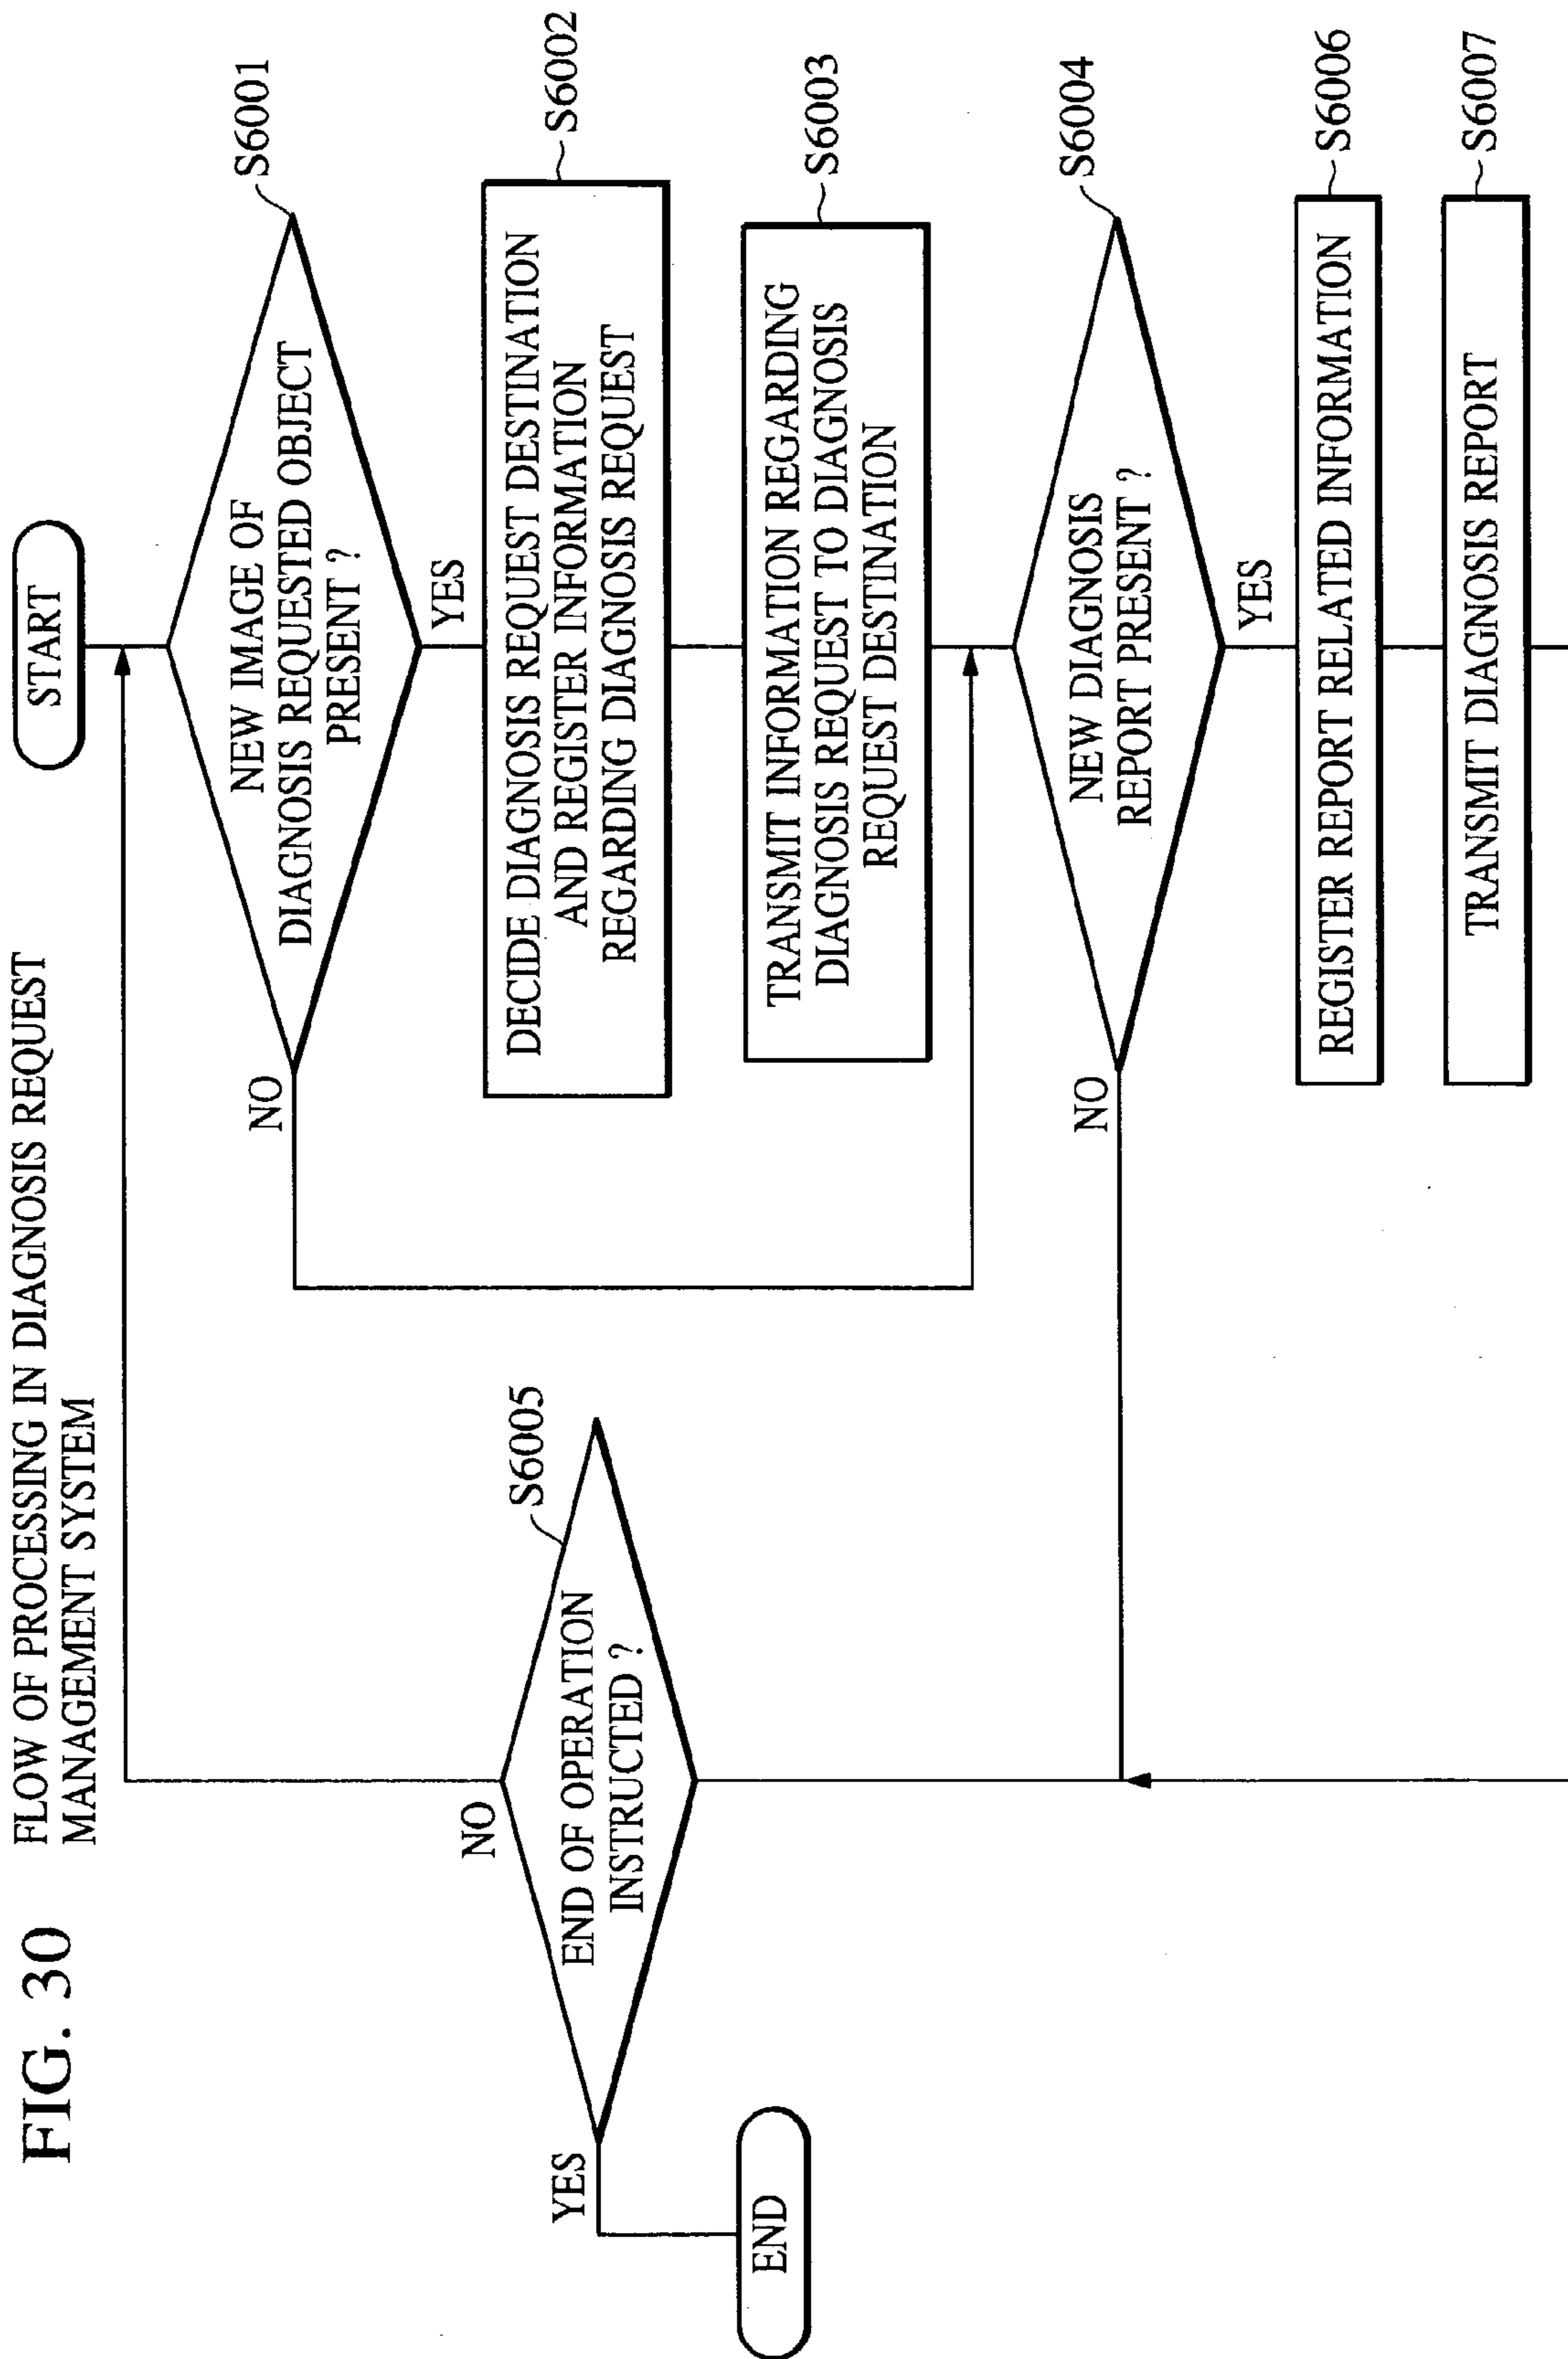 FIG. 30
FLOW OF PROCESSING IN DIAGNOSIS REQUEST
MANAGEMENT SYSTEM
START
S6001
NEW IMAGE OF
DIAGNOSIS REQUESTED OBJECT
PRESENT ?
NO
YES
S6002
DECIDE DIAGNOSIS REQUEST DESTINATION
AND REGISTER INFORMATION
REGARDING DIAGNOSIS REQUEST
S6003
TRANSMIT INFORMATION REGARDING
DIAGNOSIS REQUEST TO DIAGNOSIS
REQUEST DESTINATION
S6004
NEW DIAGNOSIS
REPORT PRESENT ?
NO
YES
S6006
REGISTER REPORT RELATED INFORMATION
S6007
TRANSMIT DIAGNOSIS REPORT
S6005
END OF OPERATION
INSTRUCTED ?
NO
YES
END